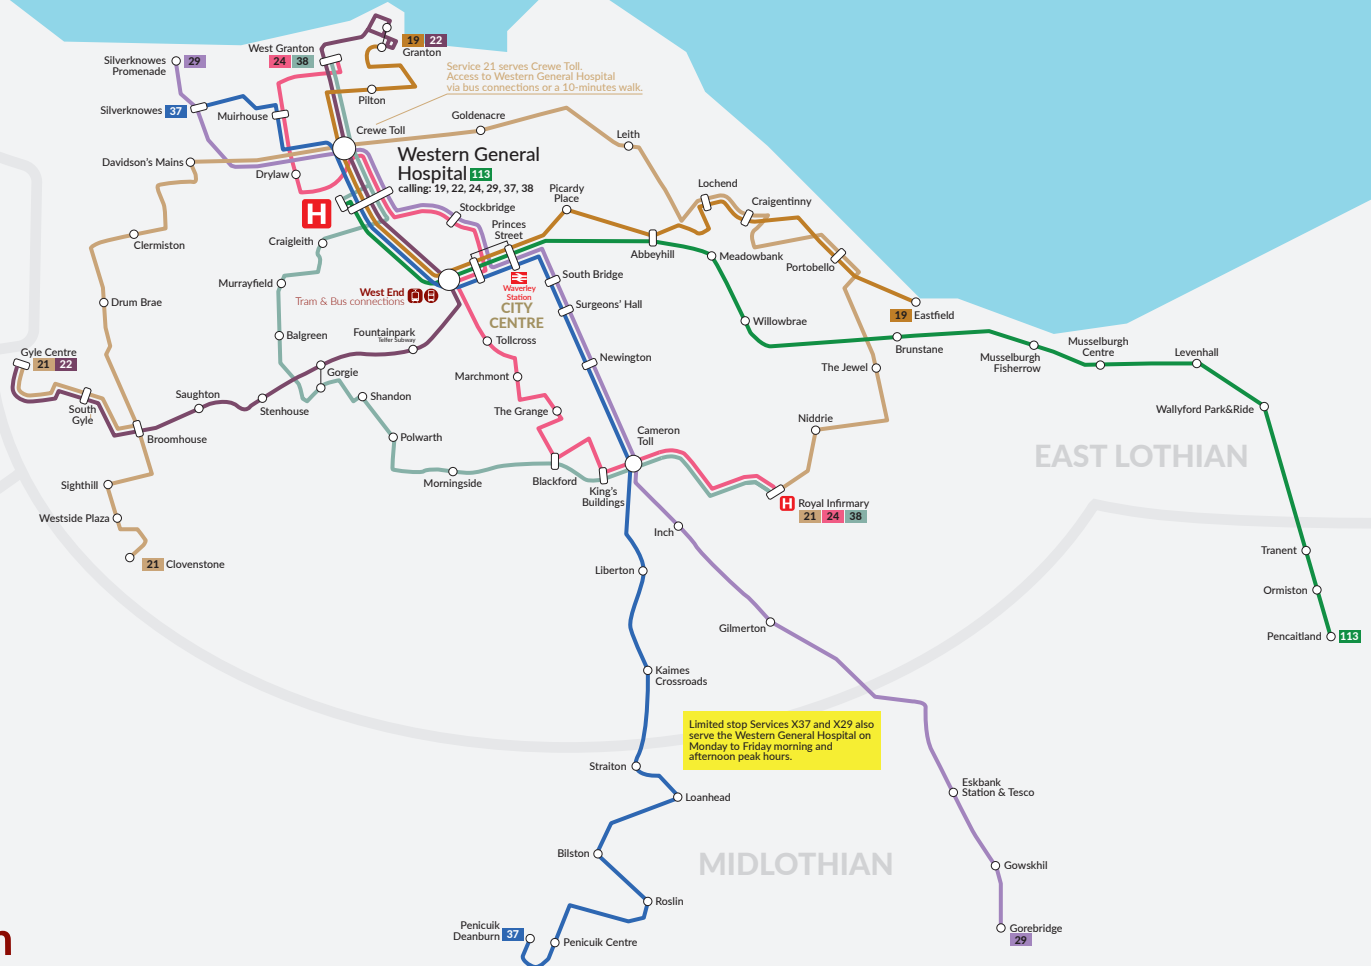 West Granton
24 38
19 22
Granton
Silverknowes
Promenade
29
Service 21 serves Crewe Toll.
Access to Western General Hospital
via bus connections or a 10-minutes walk.
Pilton
Silverknowes 37
Muirhouse
Goldenacre
Crewe Toll
Leith
Davidson's Mains
Drylaw
Western General
Hospital 113
calling: 19, 22, 24, 29, 37, 38
H
Stockbridge
Picardy
Place
Lochend
Craigentinny
Princes
Street
Clermiston
Craigleith
Abbeyhill
Meadowbank
Portobello
Murrayfield
South Bridge
Waverley
Station
West End
Tram & Bus connections
CITY
CENTRE
Drum Brae
Surgeons' Hall
19 Eastfield
Willowbrae
Balgreen
Fountainpark
Telfer Subway
Tollcross
Brunstane
Musselburgh
Fisherrow
Musselburgh
Centre
Levenhall
Gyle Centre
21 22
Newington
Gorgie
Marchmont
The Jewel
South
Gyle
Saughton
Stenhouse
Shandon
The Grange
Wallyford Park&Ride
Niddrie
Broomhouse
Polwarth
Cameron
Toll
EAST LOTHIAN
Sighthill
Morningside
Blackford
King's
Buildings
H Royal Infirmary
21 24 38
Westside Plaza
Inch
21 Clovenstone
Tranent
Liberton
Ormiston
Gilmerton
Pencaitland 113
Kaimes
Crossroads
Limited stop Services X37 and X29 also
serve the Western General Hospital on
Monday to Friday morning and
afternoon peak hours.
Straiton
Loanhead
Eskbank
Station & Tesco
Bilston
MIDLOTHIAN
Gowskhil
Roslin
Penicuik
Deanburn
37
Penicuik Centre
Gorebridge
29
n